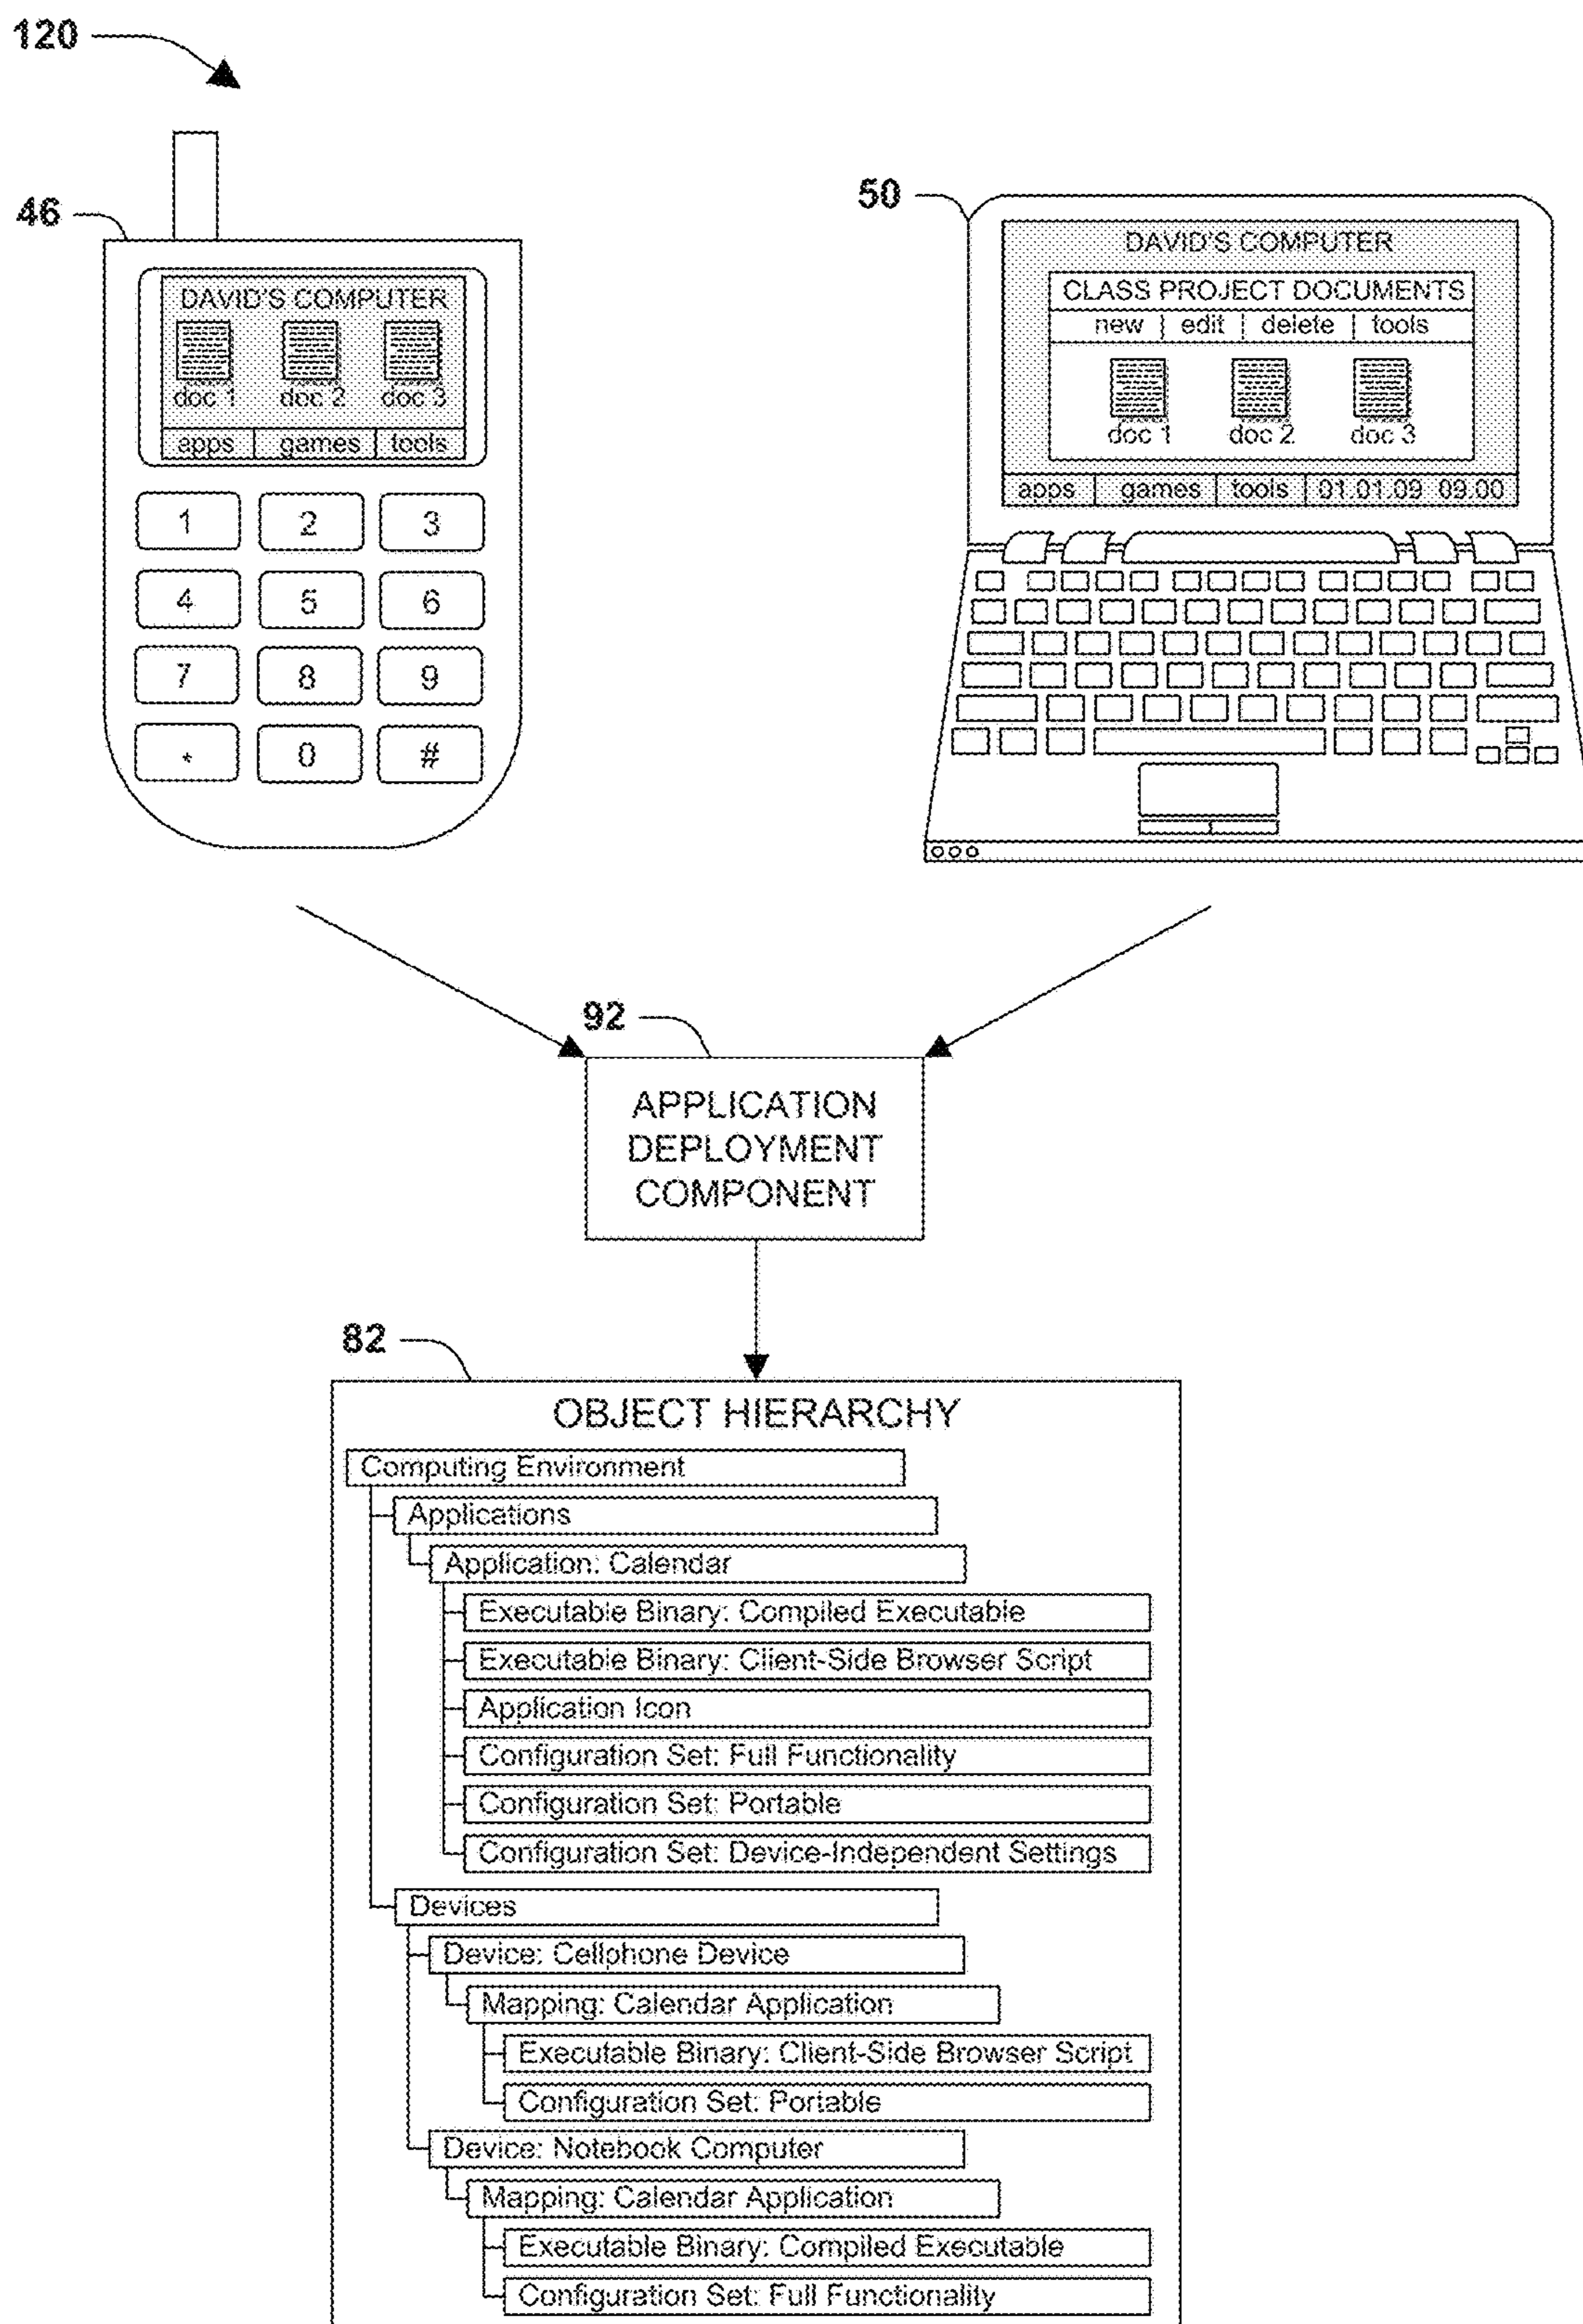 120
46
DAVID'S COMPUTER
doc 1 doc 2 doc 3
apps games tools
1 2 3
4 5 6
7 8 9
* 0 #
50
DAVID'S COMPUTER
CLASS PROJECT DOCUMENTS
new | edit | delete | tools
doc 1 doc 2 doc 3
apps games tools 01.01.09 09.00
92
APPLICATION
DEPLOYMENT
COMPONENT
82
OBJECT HIERARCHY
Computing Environment
Applications
Application: Calendar
Executable Binary: Compiled Executable
Executable Binary: Client-Side Browser Script
Application Icon
Configuration Set: Full Functionality
Configuration Set: Portable
Configuration Set: Device-Independent Settings
Devices
Device: Cellphone Device
Mapping: Calendar Application
Executable Binary: Client-Side Browser Script
Configuration Set: Portable
Device: Notebook Computer
Mapping: Calendar Application
Executable Binary: Compiled Executable
Configuration Set: Full Functionality